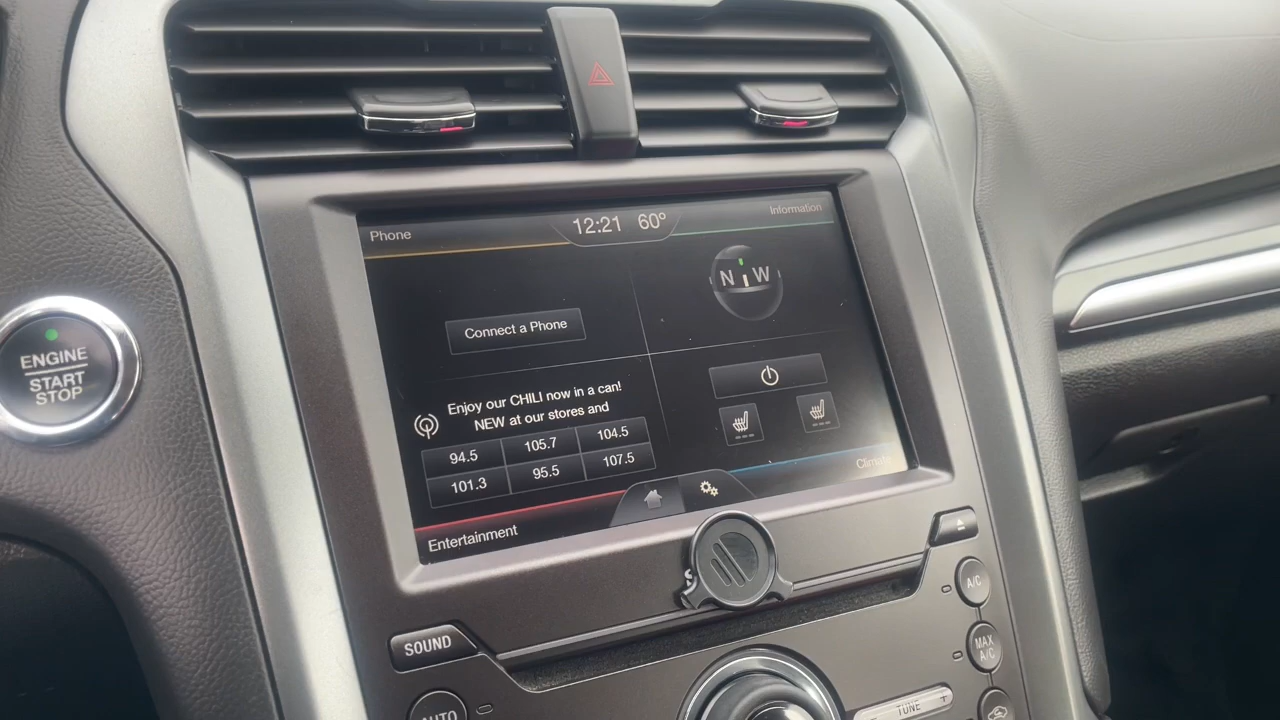 Phone
12:21 60°
Information
N W
Connect a Phone
ENGINE
START
STOP
Enjoy our CHILI now in a can!
NEW at our stores and
94.5 105.7 104.5
101.3 95.5 107.5
Climate
Entertainment
SOUND
A/C
MAX
A/C
AUTO
TUNE +